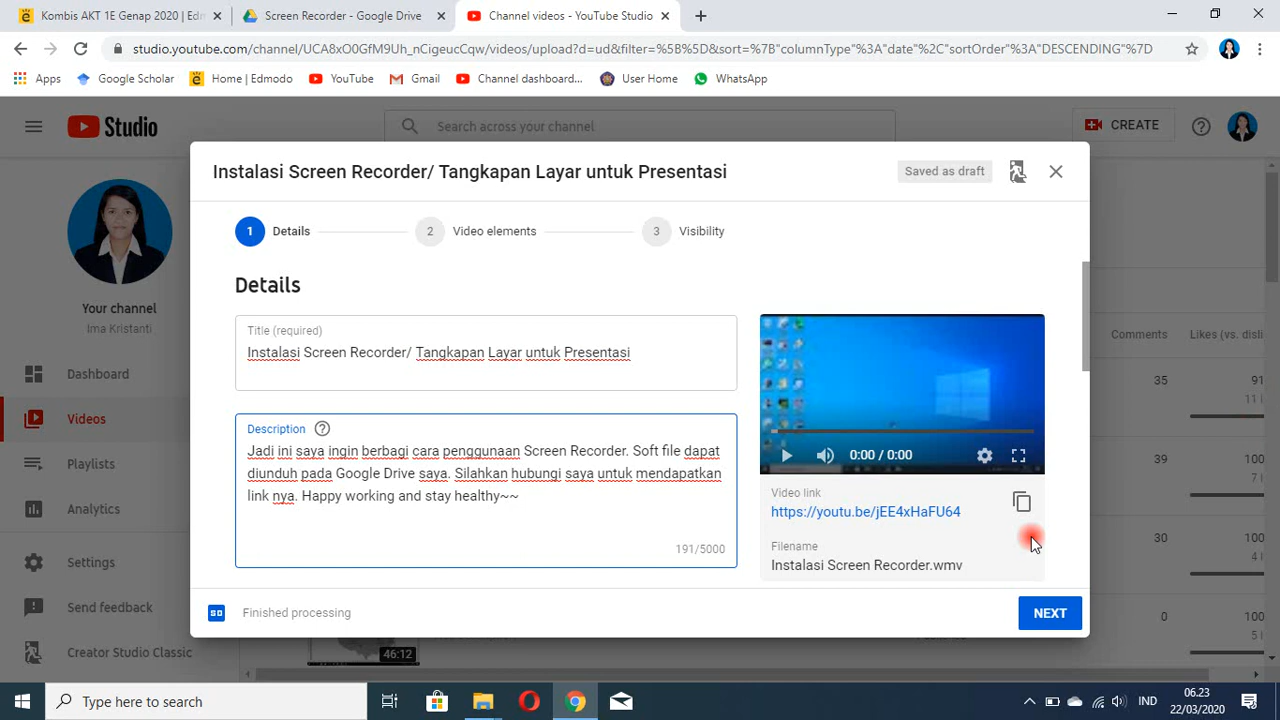 Kombis AKT 1E Genap 2020 | Edm
Screen Recorder - Google Drive
Channel videos - YouTube Studio
studio.youtube.com/channel/UCA8xO0GfM9Uh_nCigeucCqw/videos/upload?d=ud&filter=%5B%5D&sort=%7B"columnType"%3A"date"%2C"sortOrder"%3A"DESCENDING"%7D
Apps
Google Scholar
Home | Edmodo
YouTube
Gmail
Channel dashboard...
User Home
WhatsApp
Studio
Search across your channel
CREATE
Instalasi Screen Recorder/ Tangkapan Layar untuk Presentasi
Saved as draft
1 Details
2 Video elements
3 Visibility
Your channel
Ima Kristanti
Dashboard
Videos
Playlists
Analytics
Settings
Send feedback
Creator Studio Classic
Details
Title (required)
Instalasi Screen Recorder/ Tangkapan Layar untuk Presentasi
Description
Jadi ini saya ingin berbagi cara penggunaan Screen Recorder. Soft file dapat
diunduh pada Google Drive saya. Silahkan hubungi saya untuk mendapatkan
link nya. Happy working and stay healthy~~
191/5000
0:00 / 0:00
Video link
https://youtu.be/jEE4xHaFU64
Filename
Instalasi Screen Recorder.wmv
SD
Finished processing
NEXT
Comments
Likes (vs. disli
35
91
11 l
39
100
7 l
30
100
4 l
0
100
5 l
46:12
Type here to search
IND
06.23
22/03/2020